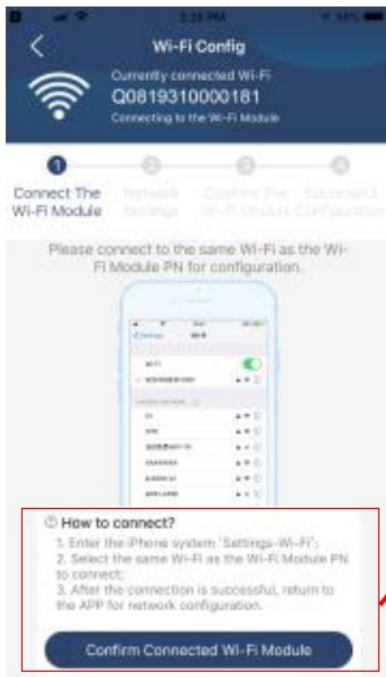 Wi-Fi Config
Currently connected Wi-Fi
Q0819310000181
Connecting to the Wi-Fi Module
1 2 3 4
Connect The Network Confirm The Successful
Wi-Fi Module Settings Wi-Fi Module Configuration
Please connect to the same Wi-Fi as the Wi-
Fi Module PN for configuration.
Wi-Fi
How to connect?
1. Enter the iPhone system "Settings-Wi-Fi";
2. Select the same Wi-Fi as the Wi-Fi Module PN
to connect;
3. After the connection is successful, return to
the APP for network configuration.
Confirm Connected Wi-Fi Module